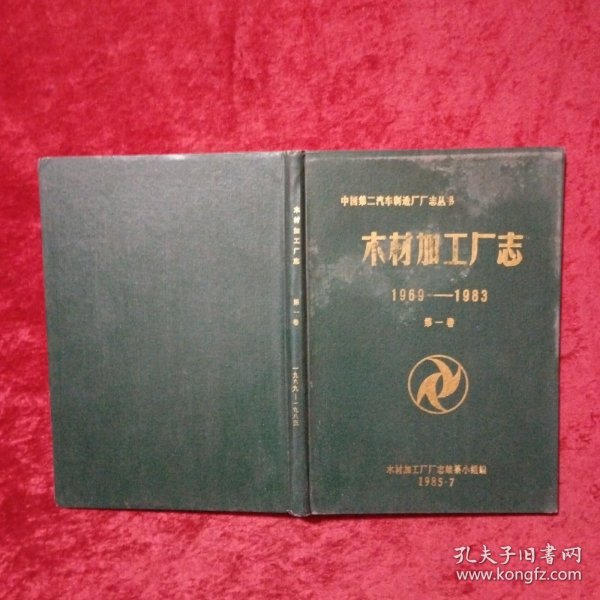 中国第二汽车制造厂厂志丛书
木材加工厂志
1969——1983
第一卷
木材加工厂厂志编纂小组编
1985·7
木材加工厂志
第一卷
一九六九—一九八三
孔夫子旧书网
www.kongfz.com